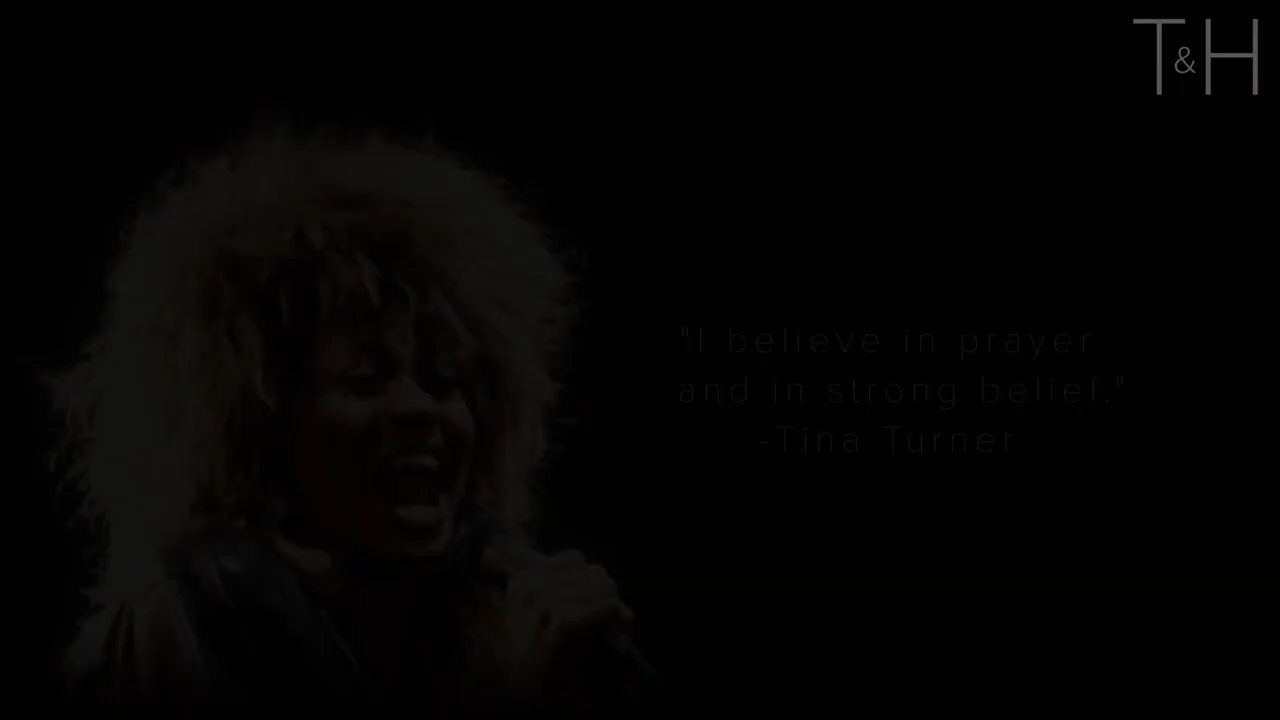 T&H
"I believe in prayer
and in strong belief."
-Tina Turner